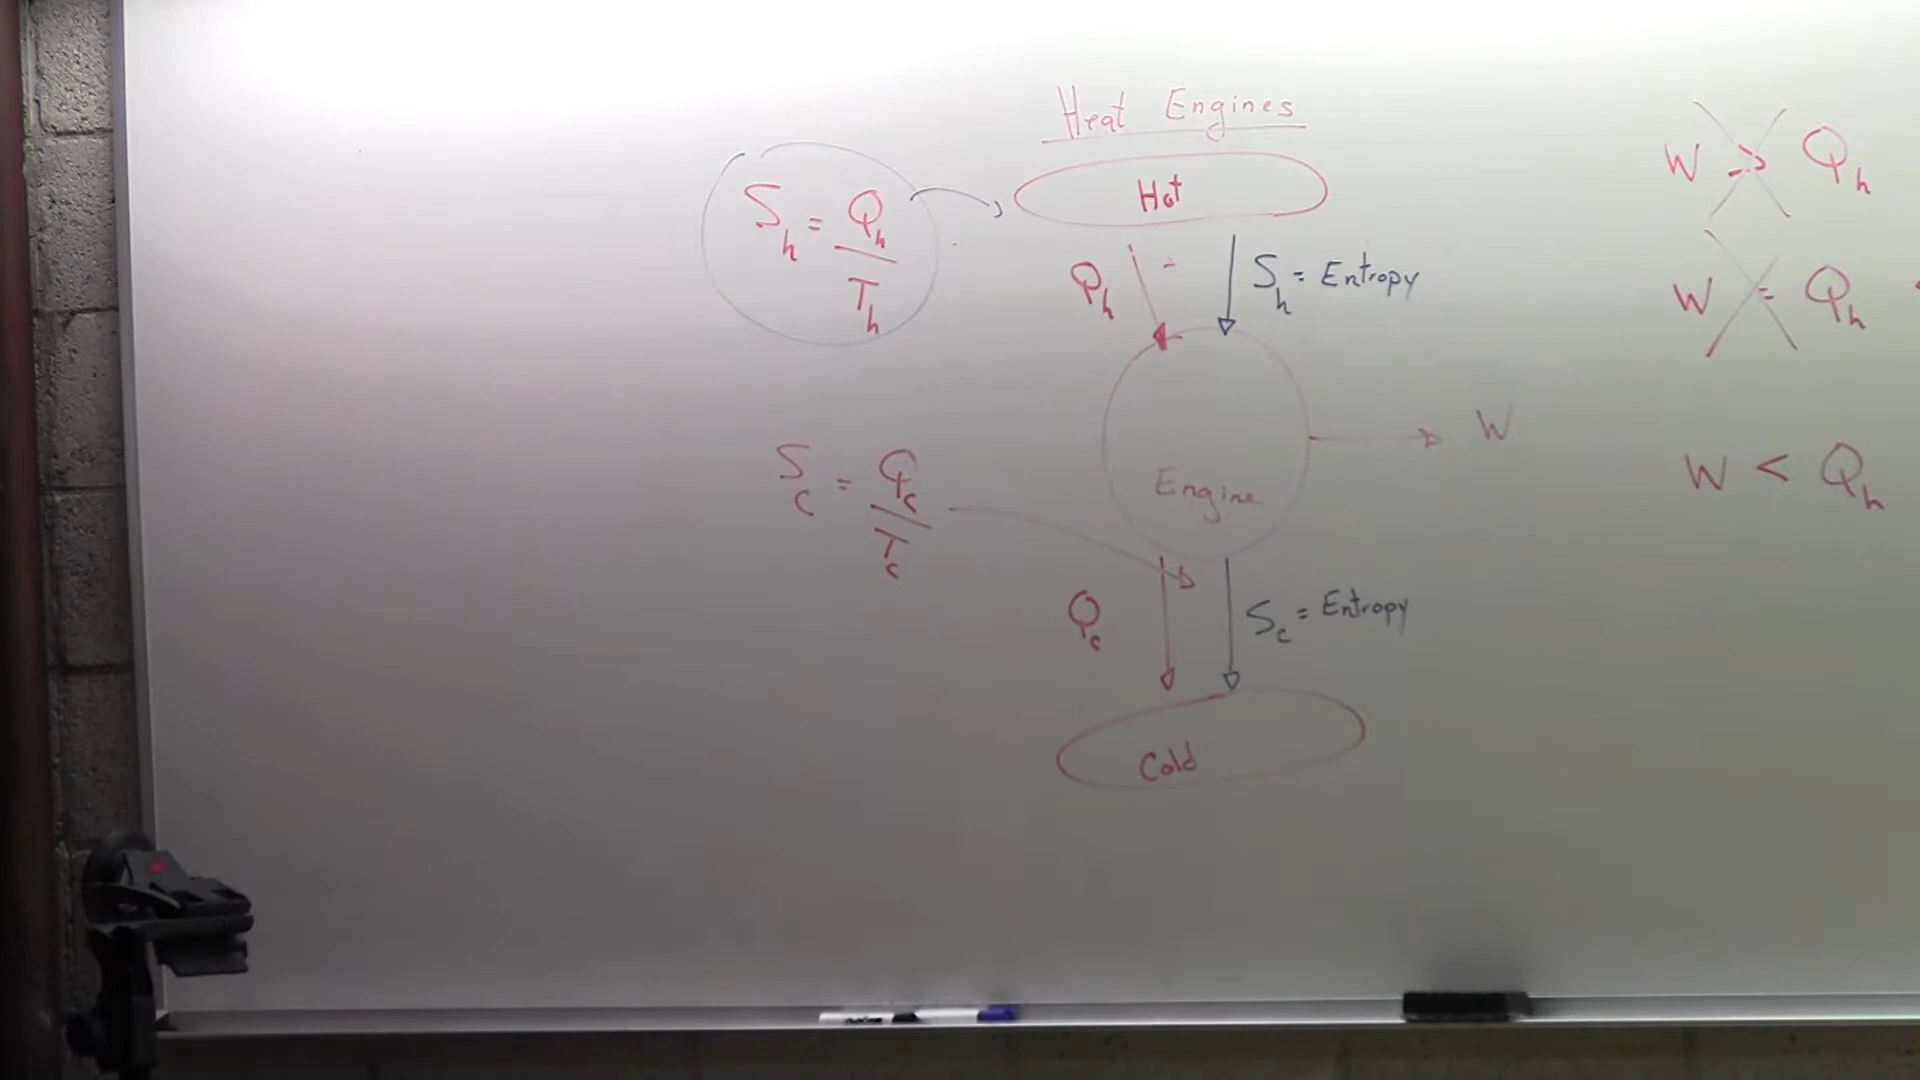 Heat Engines
Hot
S_h = Q_h / T_h
Q_h
S_h = Entropy
Engine
W
S_c = Q_c / T_c
Q_c
S_c = Entropy
Cold
W > Q_h
W = Q_h
W < Q_h